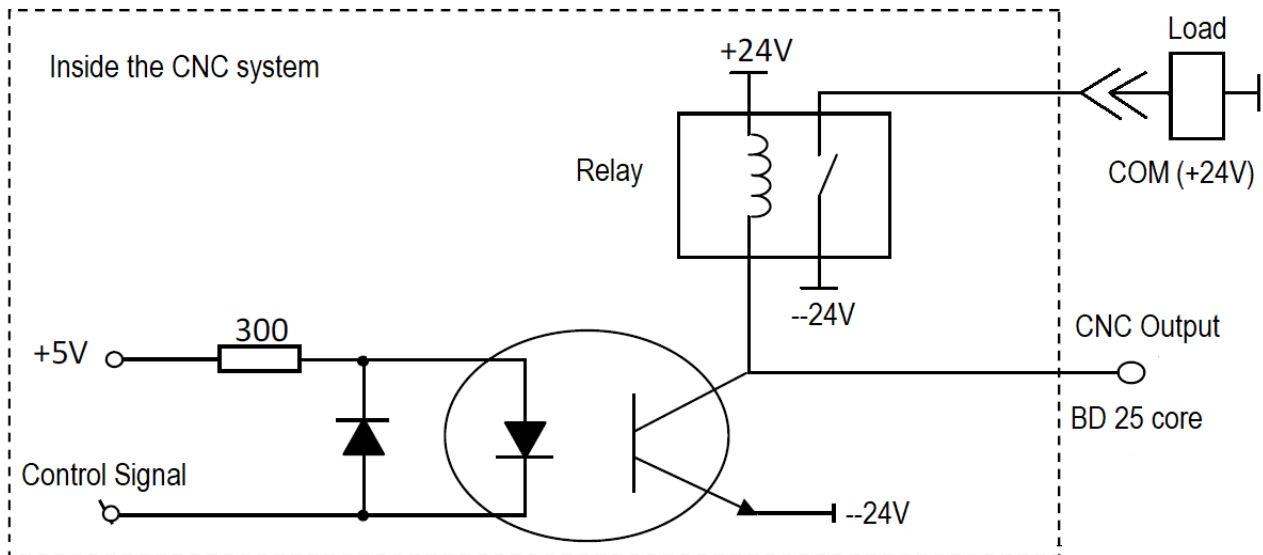 Load
Inside the CNC system
+24V
Relay
COM (+24V)
--24V
CNC Output
300
+5V
BD 25 core
Control Signal
--24V